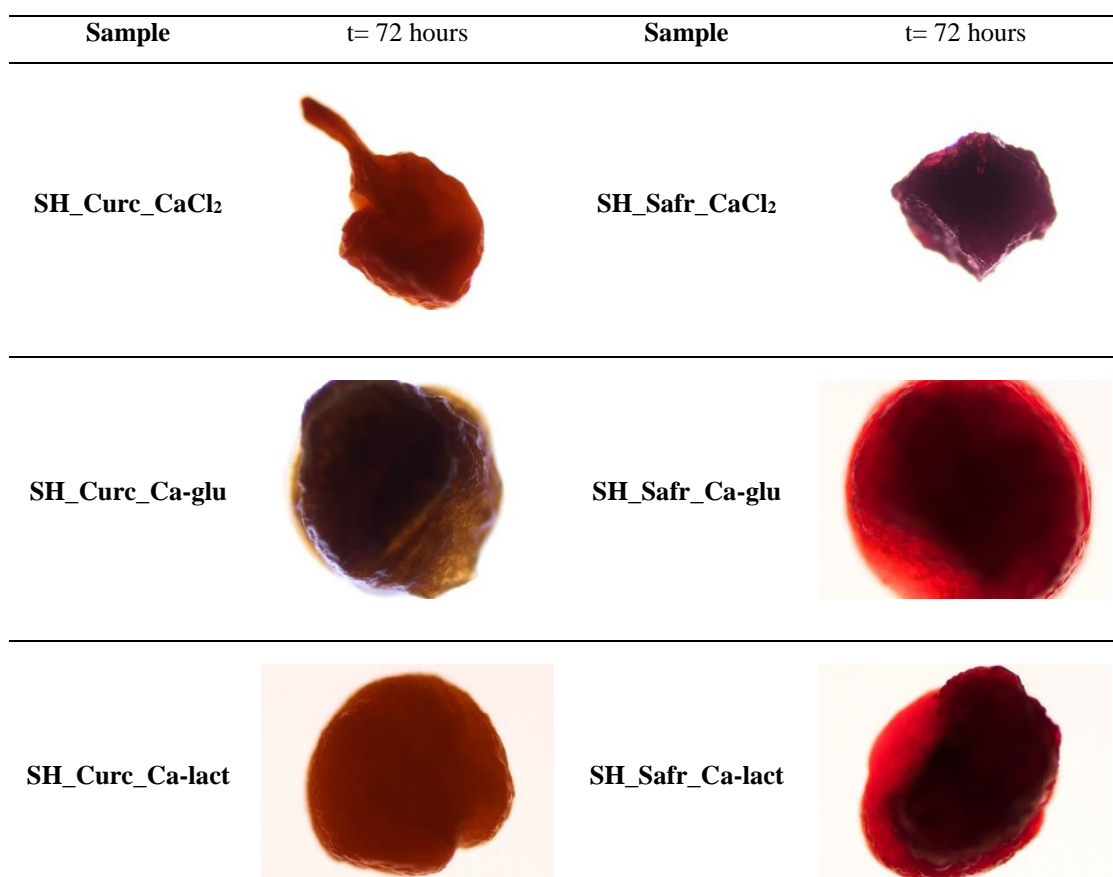 Sample t= 72 hours Sample t= 72 hours
SH_Curc_CaCl₂ SH_Safr_CaCl₂
SH_Curc_Ca-glu SH_Safr_Ca-glu
SH_Curc_Ca-lact SH_Safr_Ca-lact